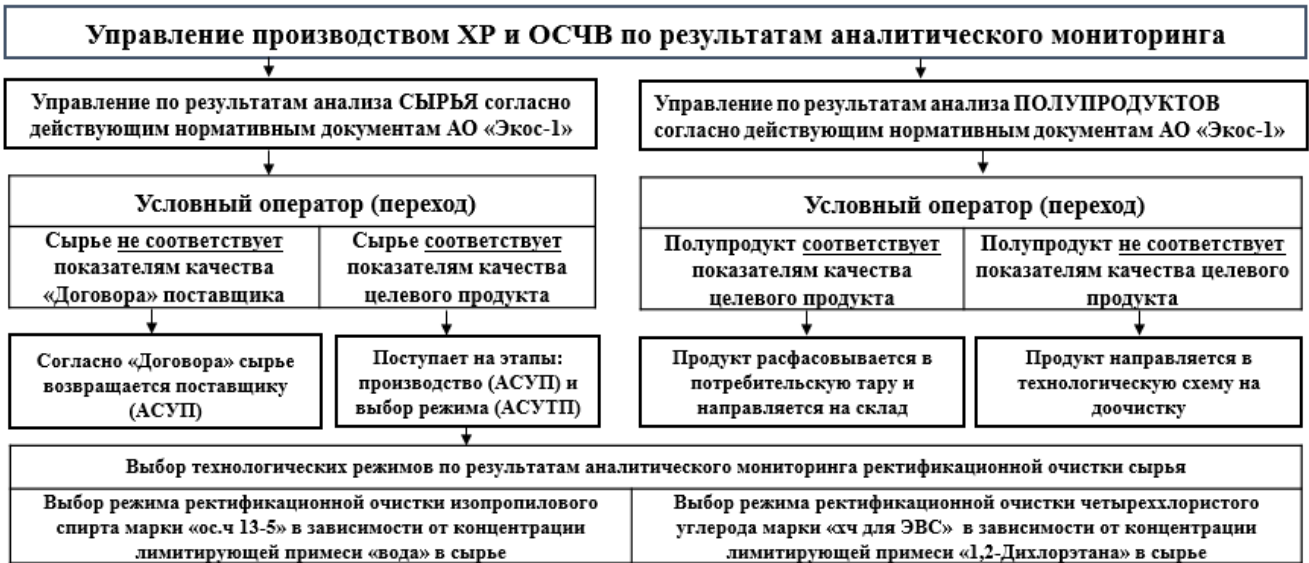 Управление производством ХР и ОСЧВ по результатам аналитического мониторинга
Управление по результатам анализа СЫРЬЯ согласно
действующим нормативным документам АО «Экос-1»
Управление по результатам анализа ПОЛУПРОДУКТОВ
согласно действующим нормативным документам АО «Экос-1»
Условный оператор (переход)
Сырье не соответствует
показателям качества
«Договора» поставщика
Сырье соответствует
показателям качества
целевого продукта
Условный оператор (переход)
Полупродукт соответствует
показателям качества
целевого продукта
Полупродукт не соответствует
показателям качества целевого
продукта
Согласно «Договора» сырье
возвращается поставщику
(АСУП)
Поступает на этапы:
производство (АСУП) и
выбор режима (АСУТП)
Продукт расфасовывается в
потребительскую тару и
направляется на склад
Продукт направляется в
технологическую схему на
доочистку
Выбор технологических режимов по результатам аналитического мониторинга ректификационной очистки сырья
Выбор режима ректификационной очистки изопропилового
спирта марки «ос.ч 13-5» в зависимости от концентрации
лимитирующей примеси «вода» в сырье
Выбор режима ректификационной очистки четыреххлористого
углерода марки «хч для ЭВС» в зависимости от концентрации
лимитирующей примеси «1,2-Дихлорэтана» в сырье